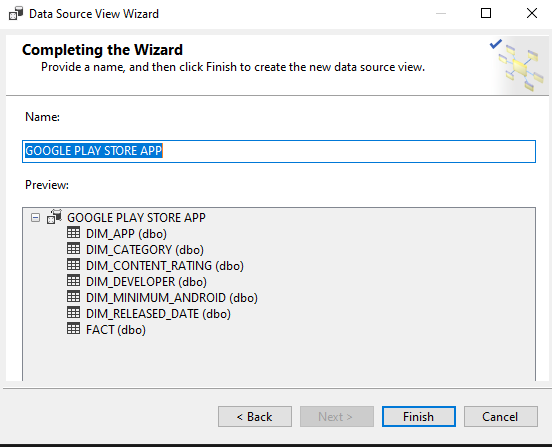 Data Source View Wizard
Completing the Wizard
Provide a name, and then click Finish to create the new data source view.
Name:
GOOGLE PLAY STORE APP
Preview:
GOOGLE PLAY STORE APP
DIM_APP (dbo)
DIM_CATEGORY (dbo)
DIM_CONTENT_RATING (dbo)
DIM_DEVELOPER (dbo)
DIM_MINIMUM_ANDROID (dbo)
DIM_RELEASED_DATE (dbo)
FACT (dbo)
< Back
Next >
Finish
Cancel